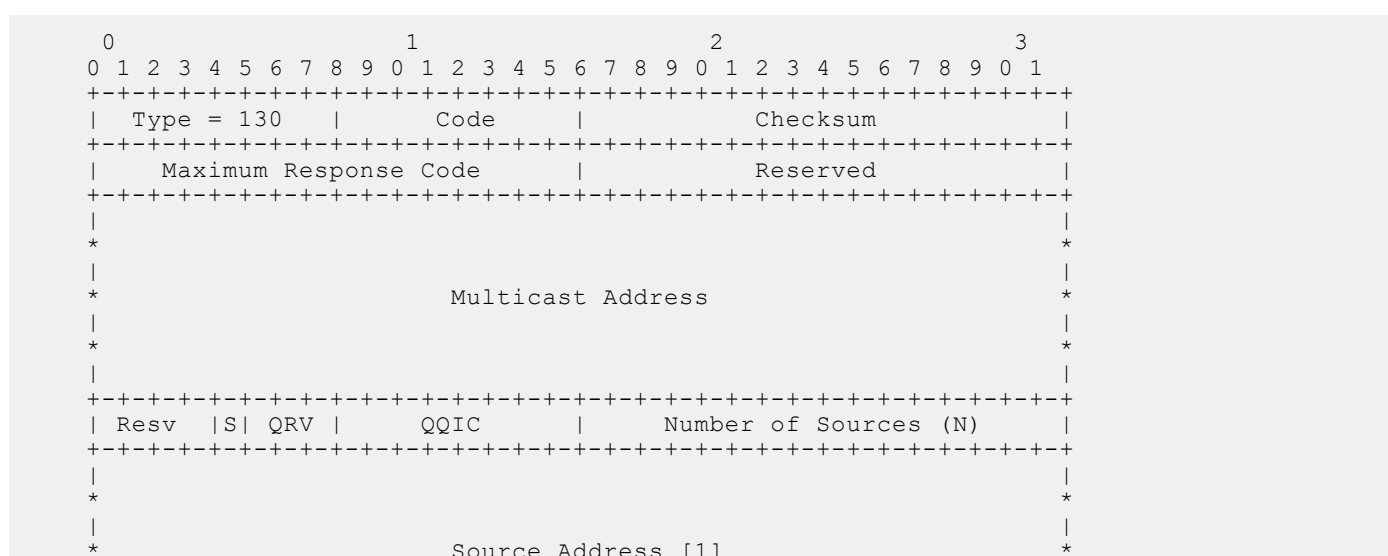 0                   1                   2                   3
 0 1 2 3 4 5 6 7 8 9 0 1 2 3 4 5 6 7 8 9 0 1 2 3 4 5 6 7 8 9 0 1
+-+-+-+-+-+-+-+-+-+-+-+-+-+-+-+-+-+-+-+-+-+-+-+-+-+-+-+-+-+-+-+-+
|  Type = 130   |      Code     |           Checksum            |
+-+-+-+-+-+-+-+-+-+-+-+-+-+-+-+-+-+-+-+-+-+-+-+-+-+-+-+-+-+-+-+-+
|    Maximum Response Code      |           Reserved            |
+-+-+-+-+-+-+-+-+-+-+-+-+-+-+-+-+-+-+-+-+-+-+-+-+-+-+-+-+-+-+-+-+
|                                                               |
*                                                               *
|                                                               |
*                       Multicast Address                       *
|                                                               |
*                                                               *
|                                                               |
+-+-+-+-+-+-+-+-+-+-+-+-+-+-+-+-+-+-+-+-+-+-+-+-+-+-+-+-+-+-+-+-+
| Resv  |S| QRV |     QQIC      |     Number of Sources (N)     |
+-+-+-+-+-+-+-+-+-+-+-+-+-+-+-+-+-+-+-+-+-+-+-+-+-+-+-+-+-+-+-+-+
|                                                               |
*                                                               *
|                                                               |
*                       Source Address [1]                      *